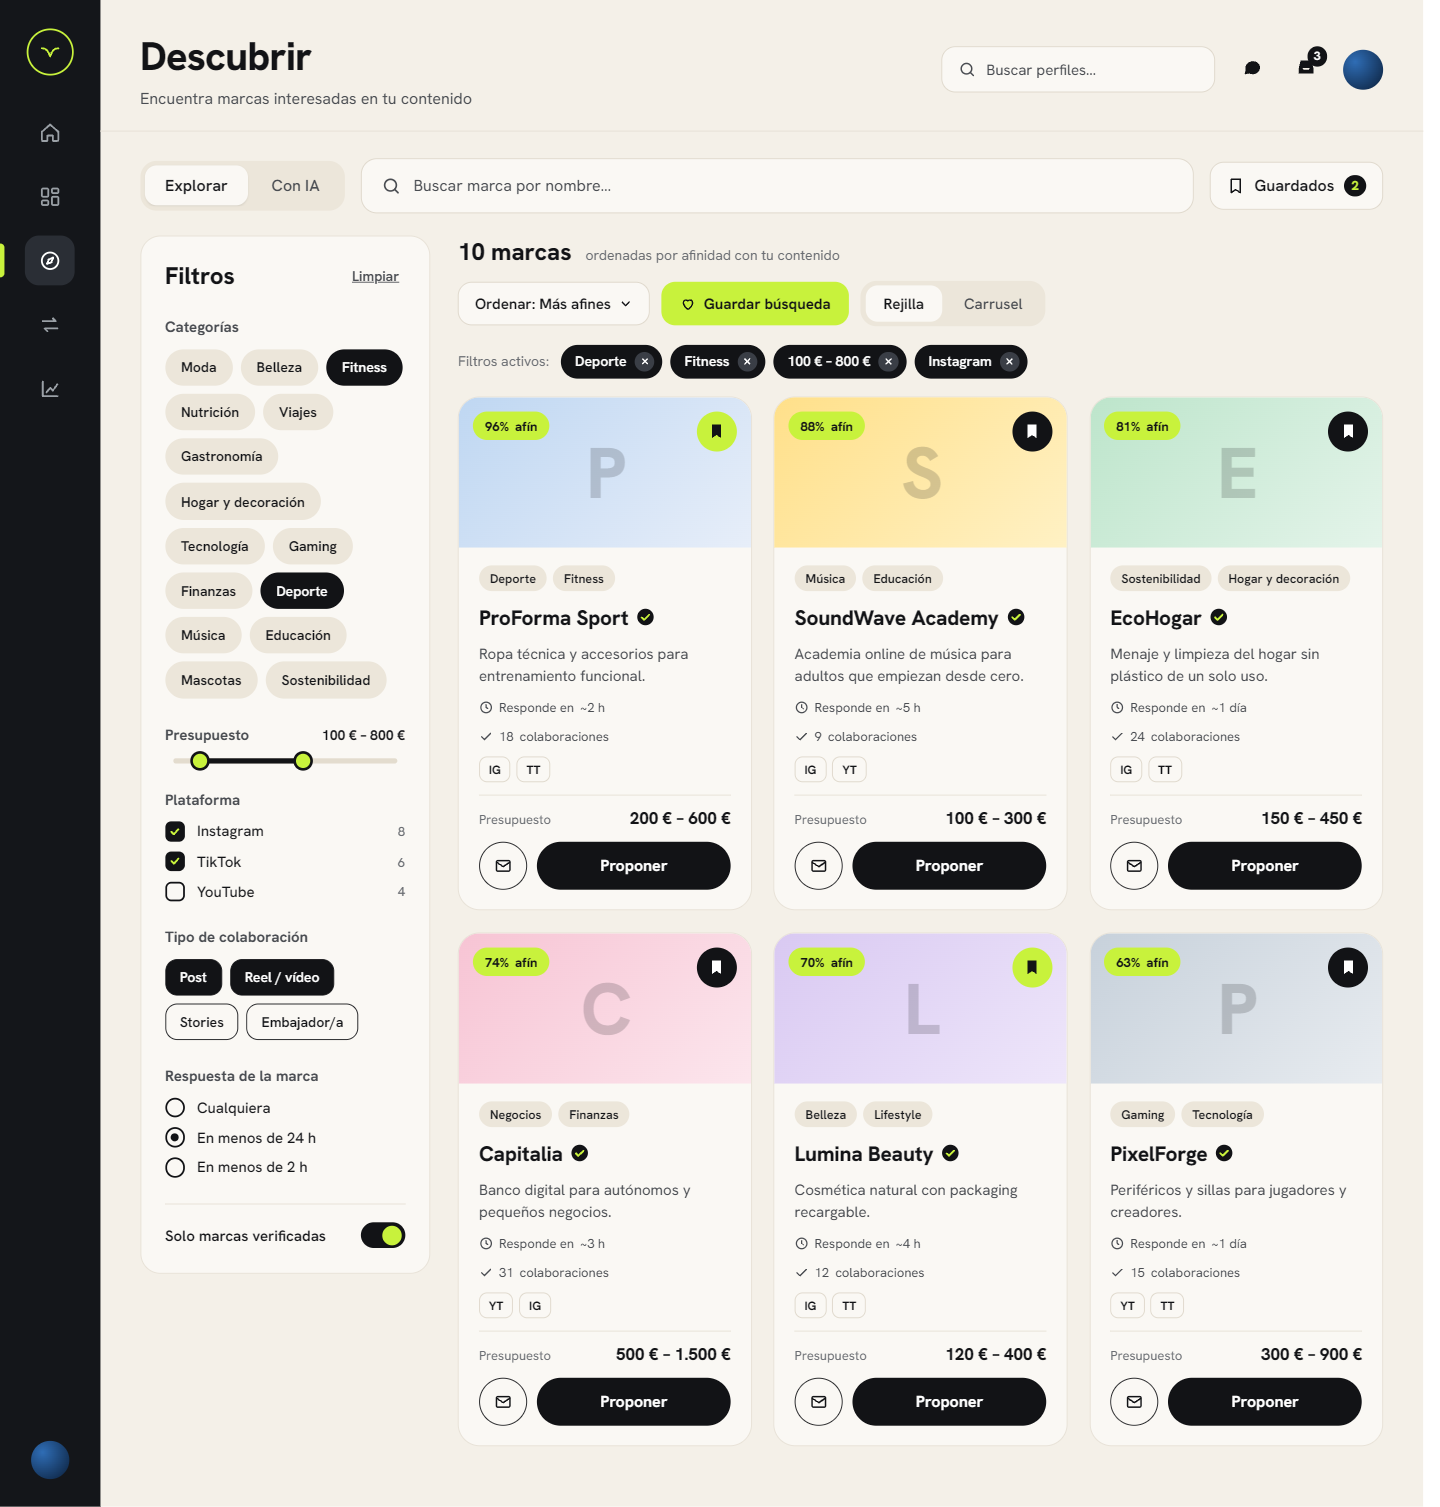 Descubrir
Encuentra marcas interesadas en tu contenido
Buscar perfiles...
3
Explorar
Con IA
Buscar marca por nombre...
Guardados 2
Filtros
Limpiar
Categorías
Moda
Belleza
Fitness
Nutrición
Viajes
Gastronomía
Hogar y decoración
Tecnología
Gaming
Finanzas
Deporte
Música
Educación
Mascotas
Sostenibilidad
Presupuesto
100 € – 800 €
Plataforma
Instagram 8
TikTok 6
YouTube 4
Tipo de colaboración
Post
Reel / vídeo
Stories
Embajador/a
Respuesta de la marca
Cualquiera
En menos de 24 h
En menos de 2 h
Solo marcas verificadas
10 marcas
ordenadas por afinidad con tu contenido
Ordenar: Más afines
Guardar búsqueda
Rejilla
Carrusel
Filtros activos:
Deporte
Fitness
100 € – 800 €
Instagram
96% afín
P
Deporte
Fitness
ProForma Sport
Ropa técnica y accesorios para
entrenamiento funcional.
Responde en ~2 h
18 colaboraciones
IG
TT
Presupuesto
200 € – 600 €
Proponer
88% afín
S
Música
Educación
SoundWave Academy
Academia online de música para
adultos que empiezan desde cero.
Responde en ~5 h
9 colaboraciones
IG
YT
Presupuesto
100 € – 300 €
Proponer
81% afín
E
Sostenibilidad
Hogar y decoración
EcoHogar
Menaje y limpieza del hogar sin
plástico de un solo uso.
Responde en ~1 día
24 colaboraciones
IG
TT
Presupuesto
150 € – 450 €
Proponer
74% afín
C
Negocios
Finanzas
Capitalia
Banco digital para autónomos y
pequeños negocios.
Responde en ~3 h
31 colaboraciones
YT
IG
Presupuesto
500 € – 1.500 €
Proponer
70% afín
L
Belleza
Lifestyle
Lumina Beauty
Cosmética natural con packaging
recargable.
Responde en ~4 h
12 colaboraciones
IG
TT
Presupuesto
120 € – 400 €
Proponer
63% afín
P
Gaming
Tecnología
PixelForge
Periféricos y sillas para jugadores y
creadores.
Responde en ~1 día
15 colaboraciones
YT
TT
Presupuesto
300 € – 900 €
Proponer